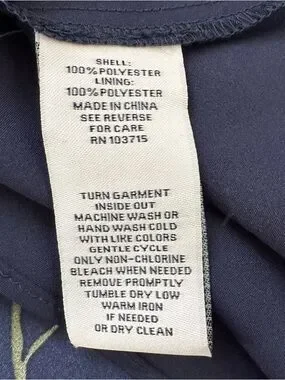 SHELL:
100% POLYESTER
LINING:
100% POLYESTER
MADE IN CHINA
SEE REVERSE
FOR CARE
RN 103715
TURN GARMENT
INSIDE OUT
MACHINE WASH OR
HAND WASH COLD
WITH LIKE COLORS
GENTLE CYCLE
ONLY NON-CHLORINE
BLEACH WHEN NEEDED
REMOVE PROMPTLY
TUMBLE DRY LOW
WARM IRON
IF NEEDED
OR DRY CLEAN